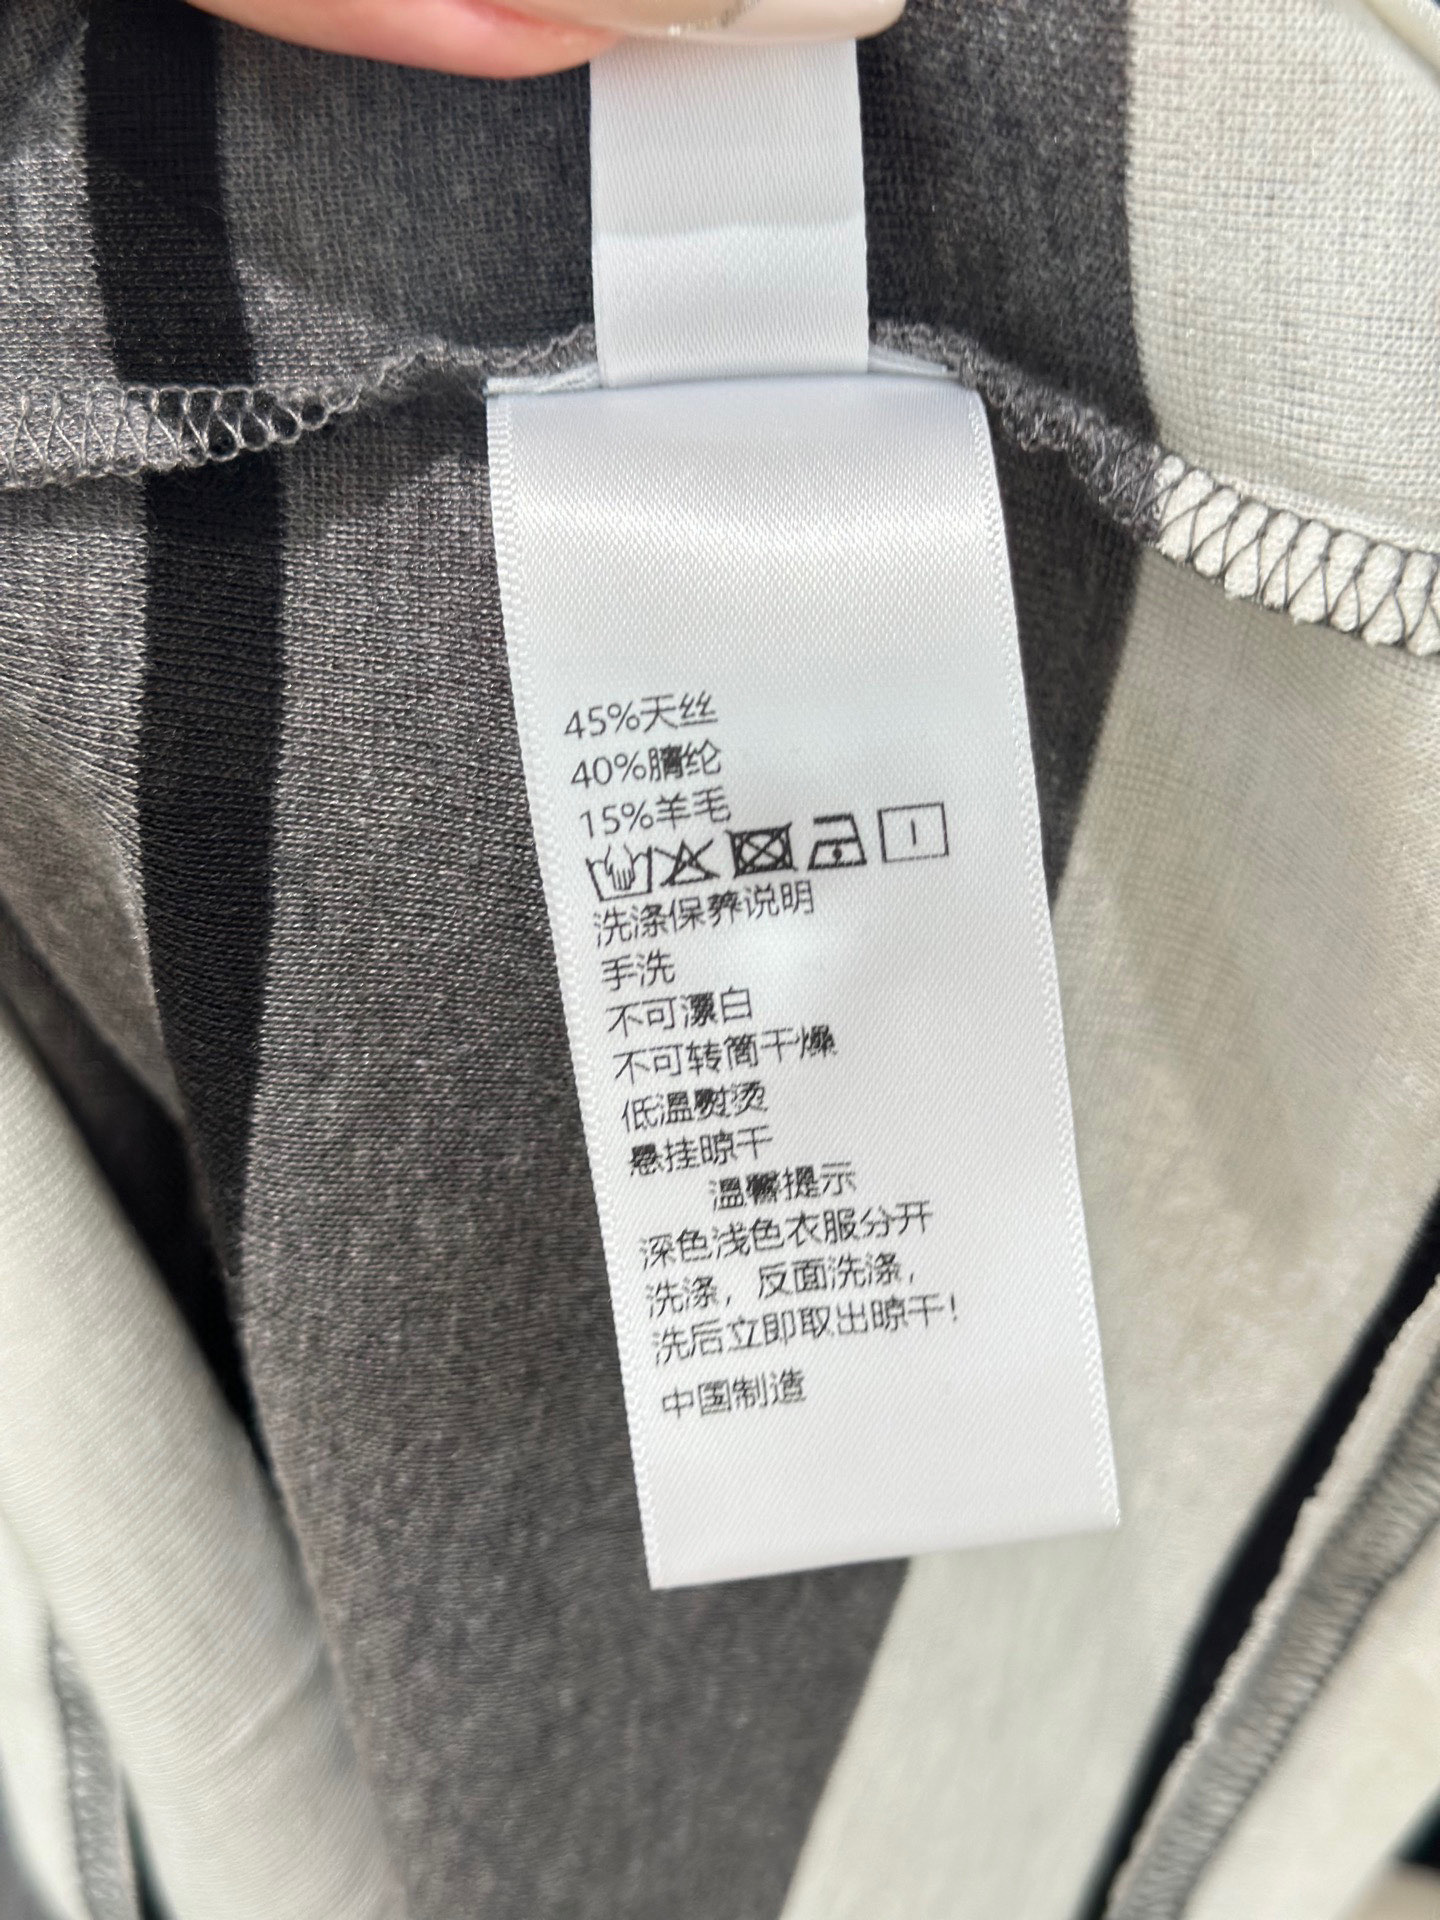 45%天丝
40%腈纶
15%羊毛
洗涤保养说明
手洗
不可漂白
不可转筒干燥
低温熨烫
悬挂晾干
温馨提示
深色浅色衣服分开
洗涤，反面洗涤，
洗后立即取出晾干！
中国制造